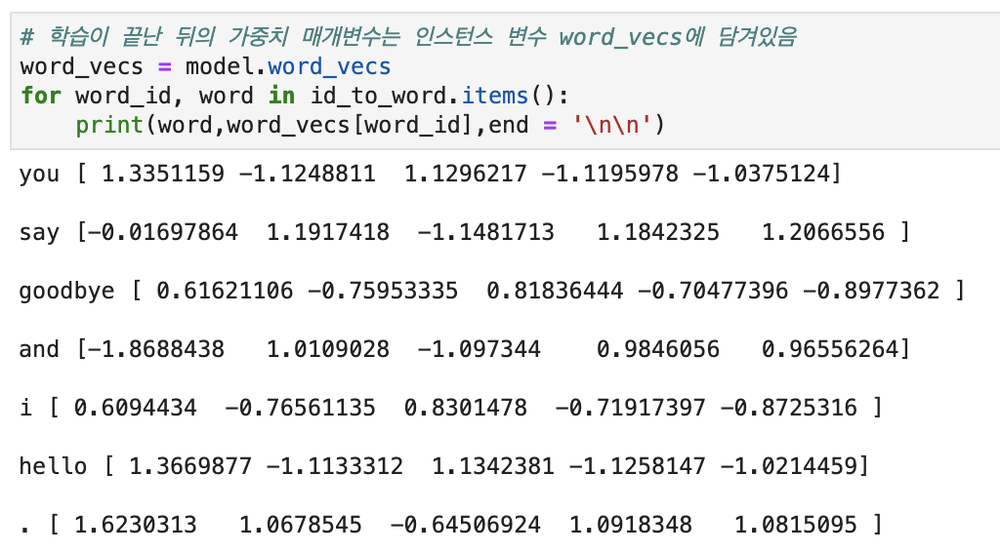 # 학습이 끝난 뒤의 가중치 매개변수는 인스턴스 변수 word_vecs에 담겨있음
word_vecs = model.word_vecs
for word_id, word in id_to_word.items():
    print(word,word_vecs[word_id],end = '\n\n')
you [ 1.3351159 -1.1248811  1.1296217 -1.1195978 -1.0375124]
say [-0.01697864  1.1917418  -1.1481713   1.1842325   1.2066556 ]
goodbye [ 0.61621106 -0.75953335  0.81836444 -0.70477396 -0.8977362 ]
and [-1.8688438   1.0109028  -1.097344    0.9846056   0.96556264]
i [ 0.6094434  -0.76561135  0.8301478  -0.71917397 -0.8725316 ]
hello [ 1.3669877 -1.1133312  1.1342381 -1.1258147 -1.0214459]
. [ 1.6230313   1.0678545  -0.64506924  1.0918348   1.0815095 ]